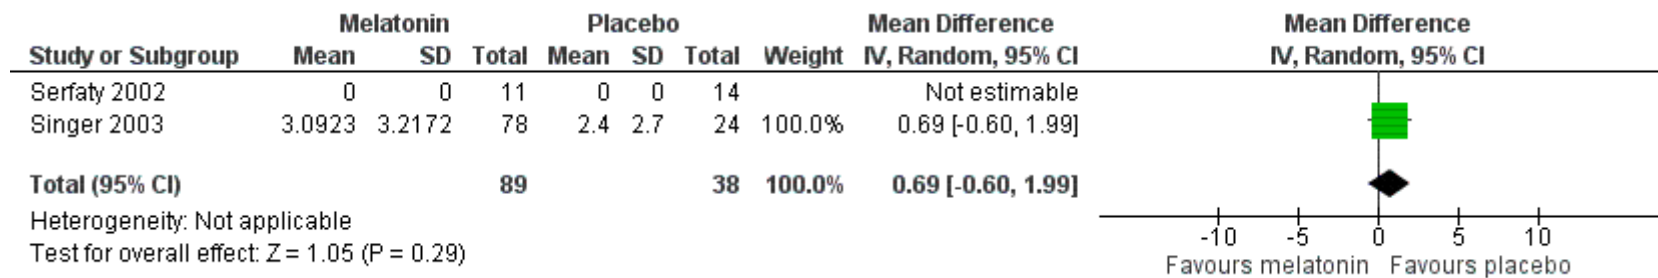 Melatonin Placebo Mean Difference Mean Difference
Study or Subgroup Mean SD Total Mean SD Total Weight IV, Random, 95% CI IV, Random, 95% CI
Serfaty 2002 0 0 11 0 0 14 Not estimable
Singer 2003 3.0923 3.2172 78 2.4 2.7 24 100.0% 0.69 [-0.60, 1.99]
Total (95% CI) 89 38 100.0% 0.69 [-0.60, 1.99]
Heterogeneity: Not applicable
Test for overall effect: Z = 1.05 (P = 0.29)
-10 -5 0 5 10
Favours melatonin Favours placebo